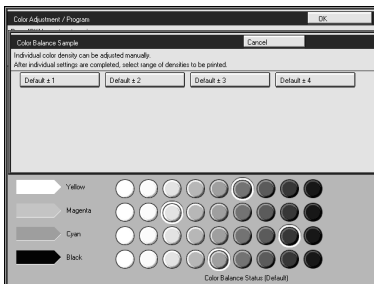 Color Adjustment / Program
OK
Color Balance Sample
Cancel
Individual color density can be adjusted manually.
After individual settings are completed, select range of densities to be printed.
Default ± 1
Default ± 2
Default ± 3
Default ± 4
Yellow
Magenta
Cyan
Black
Color Balance Status (Default)